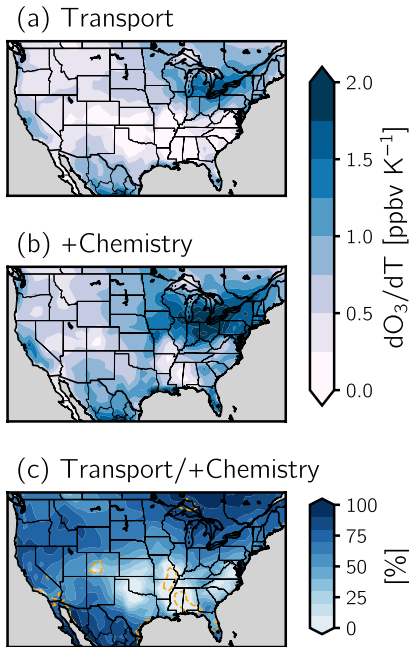 (a) Transport
(b) +Chemistry
(c) Transport/+Chemistry
2.0
1.5
1.0
0.5
0.0
dO₃/dT [ppbv K⁻¹]
100
75
50
25
0
[%]